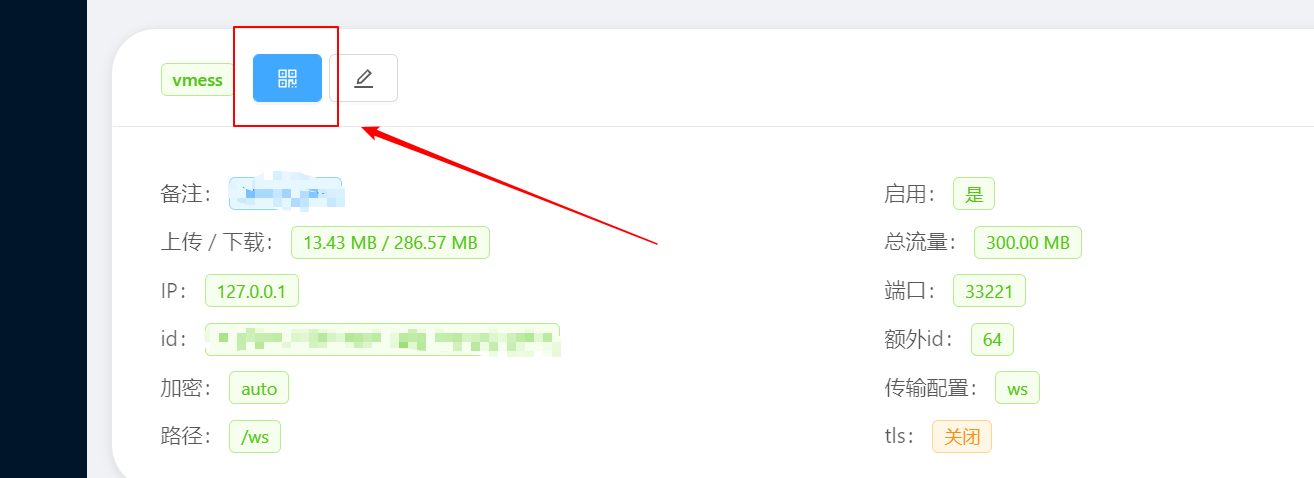 vmess
备注： 启用： 是
上传 / 下载： 13.43 MB / 286.57 MB 总流量： 300.00 MB
IP： 127.0.0.1 端口： 33221
id： 额外id： 64
加密： auto 传输配置： ws
路径： /ws tls： 关闭